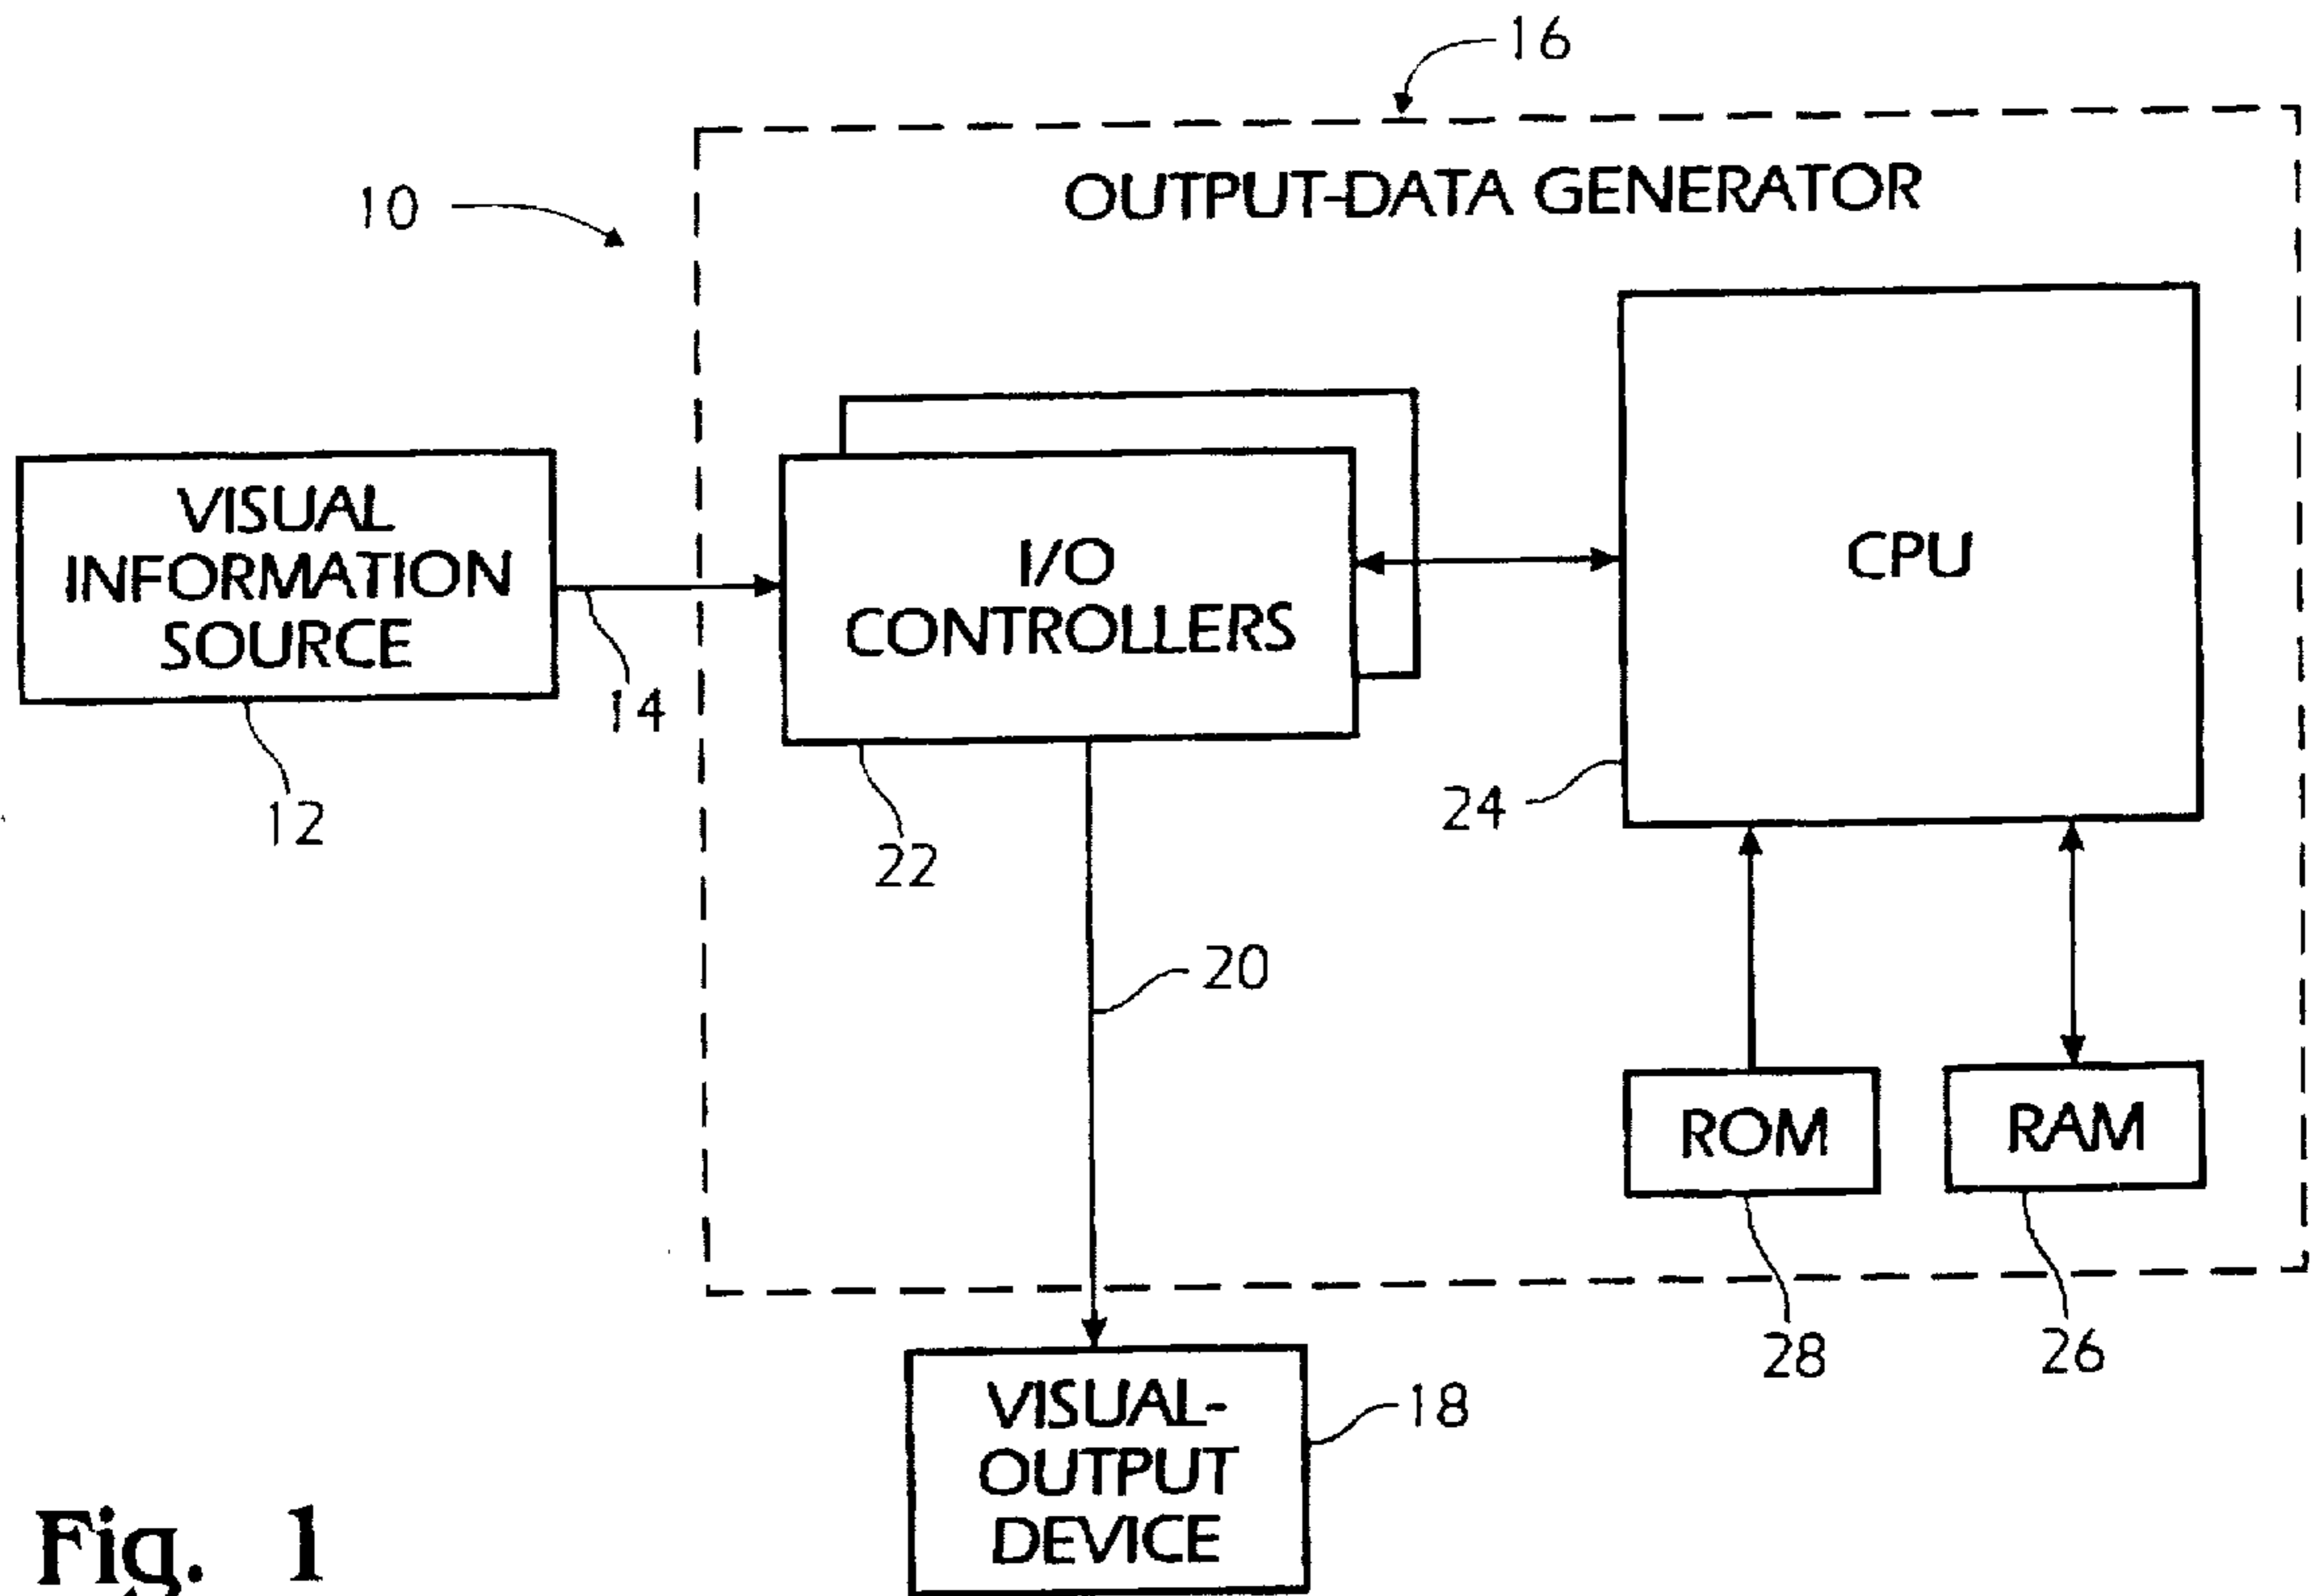 16
OUTPUT-DATA GENERATOR
10
VISUAL
INFORMATION
SOURCE
I/O
CONTROLLERS
CPU
14
12
22
24
20
ROM
RAM
28
26
VISUAL-
OUTPUT
DEVICE
18
Fig. 1